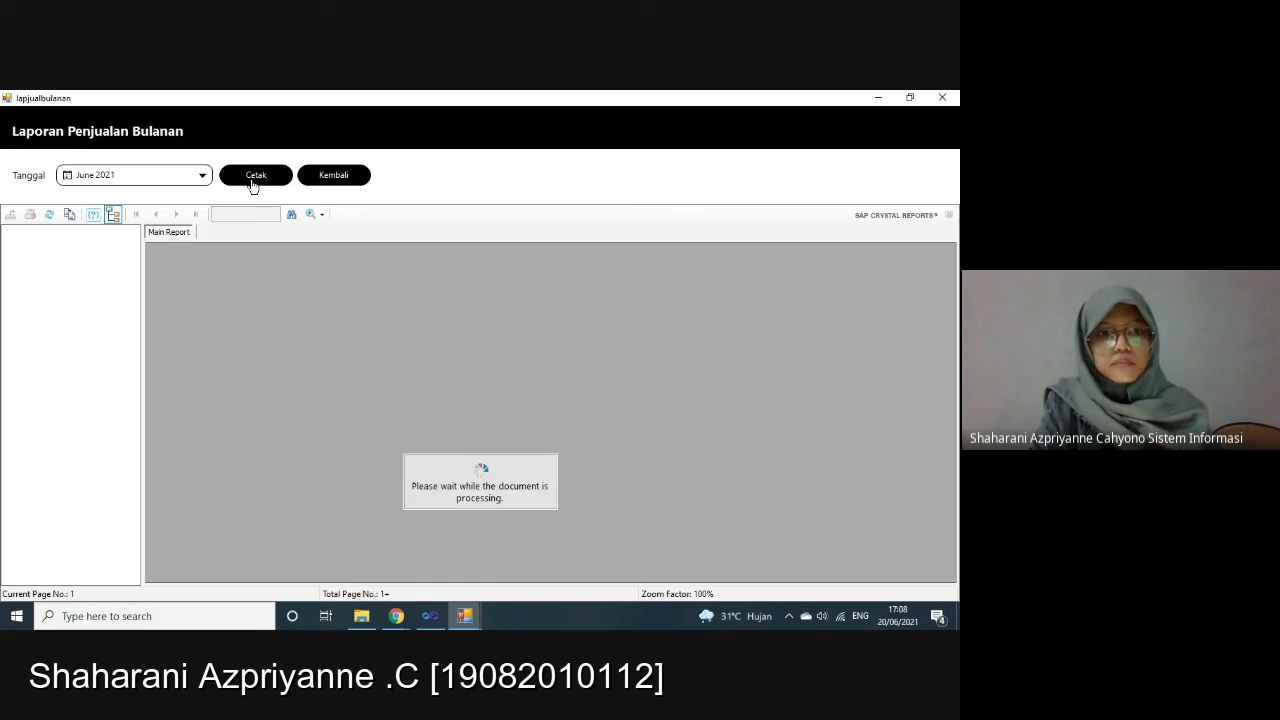 lapjualbulanan
Laporan Penjualan Bulanan
Tanggal
June 2021
Cetak
Kembali
SAP CRYSTAL REPORTS®
Main Report
Please wait while the document is
processing.
Shaharani Azpriyanne Cahyono Sistem Informasi
Current Page No.: 1
Total Page No.: 1+
Zoom Factor: 100%
Type here to search
31°C Hujan
ENG
17:08
20/06/2021
4
Shaharani Azpriyanne .C [19082010112]